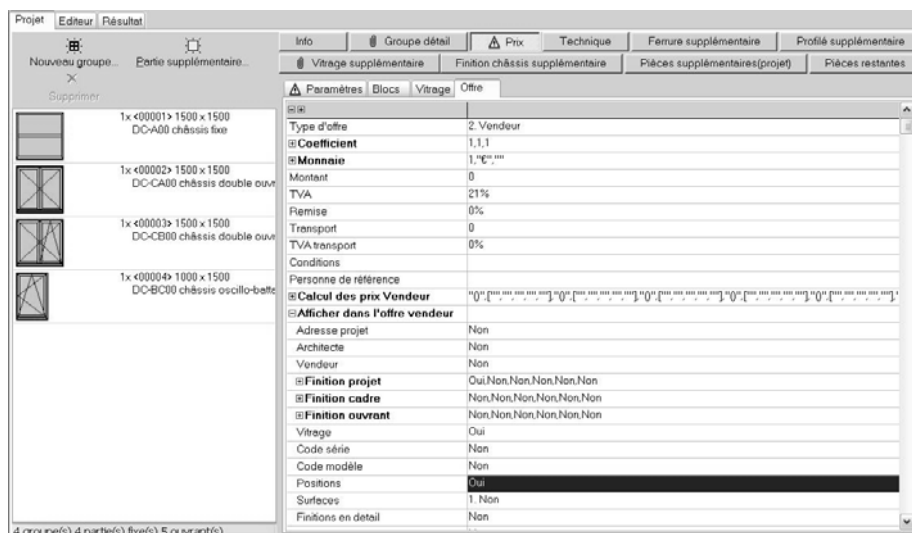 Projet Editeur Résultat
Nouveau groupe... Partie supplémentaire...
Supprimer
1x <00001> 1500 x 1500
DC-A00 châssis fixe
1x <00002> 1500 x 1500
DC-CA00 châssis double ouvr
1x <00003> 1500 x 1500
DC-CB00 châssis double ouvr
1x <00004> 1000 x 1500
DC-BC00 châssis oscillo-batta
4 groupe(s) 4 partie(s) fixe(s) 5 ouvrant(s)
Info Groupe détail Prix Technique Ferrure supplémentaire Profilé supplémentaire
Vitrage supplémentaire Finition châssis supplémentaire Pièces supplémentaires(projet) Pièces restantes
Paramètres Blocs Vitrage Offre
Type d'offre 2. Vendeur
Coefficient 1,1,1
Monnaie 1,"€",""
Montant 0
TVA 21%
Remise 0%
Transport 0
TVA transport 0%
Conditions
Personne de référence
Calcul des prix Vendeur
Afficher dans l'offre vendeur
Adresse projet Non
Architecte Non
Vendeur Non
Finition projet Oui,Non,Non,Non,Non,Non
Finition cadre Non,Non,Non,Non,Non,Non
Finition ouvrant Non,Non,Non,Non,Non,Non
Vitrage Oui
Code série Non
Code modèle Non
Positions Oui
Surfaces 1. Non
Finitions en detail Non